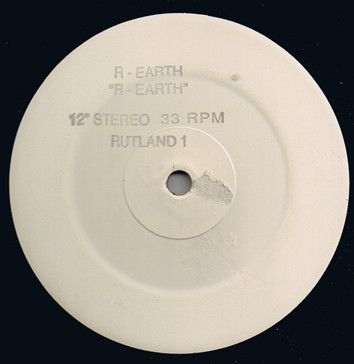 R - EARTH
"R - EARTH"
12" STEREO 33 RPM
RUTLAND 1